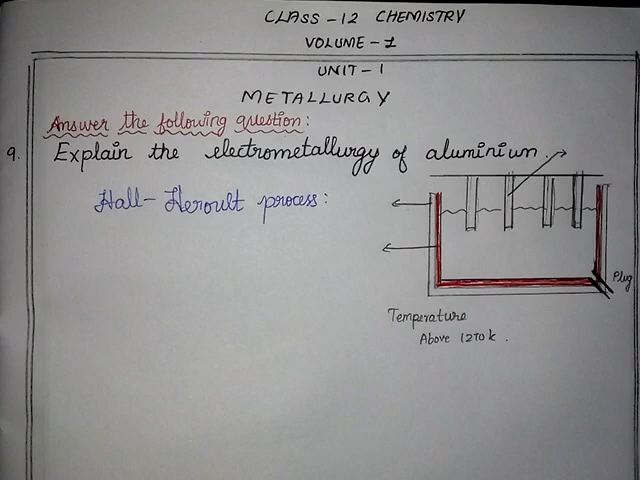 CLASS-12 CHEMISTRY
VOLUME-1
UNIT-1
METALLURGY
Answer the following question:
9. Explain the electrometallurgy of aluminium.
Hall-Heroult process:
Plug
Temperature
Above 1270k.